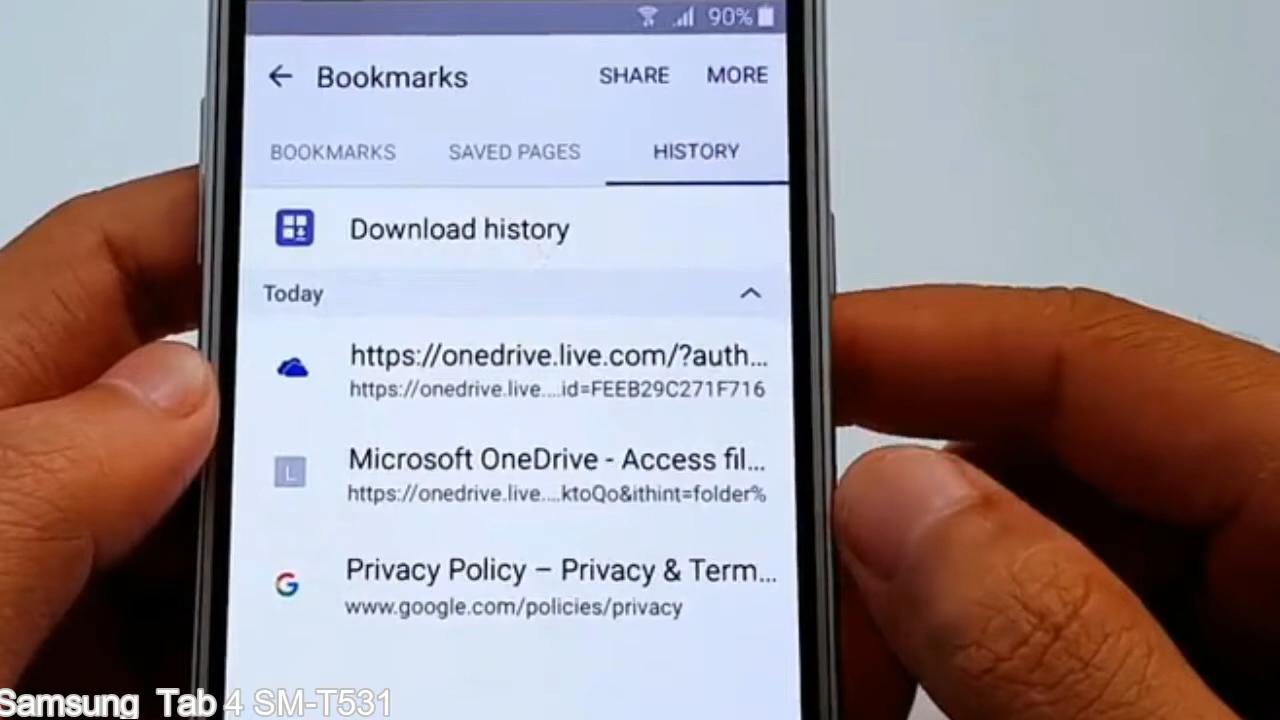 90%
Bookmarks SHARE MORE
BOOKMARKS SAVED PAGES HISTORY
Download history
Today
https://onedrive.live.com/?auth...
https://onedrive.live....id=FEEB29C271F716
L
Microsoft OneDrive - Access fil...
https://onedrive.live....ktoQo&ithint=folder%
G
Privacy Policy – Privacy & Term...
www.google.com/policies/privacy
Samsung Tab 4 SM-T531